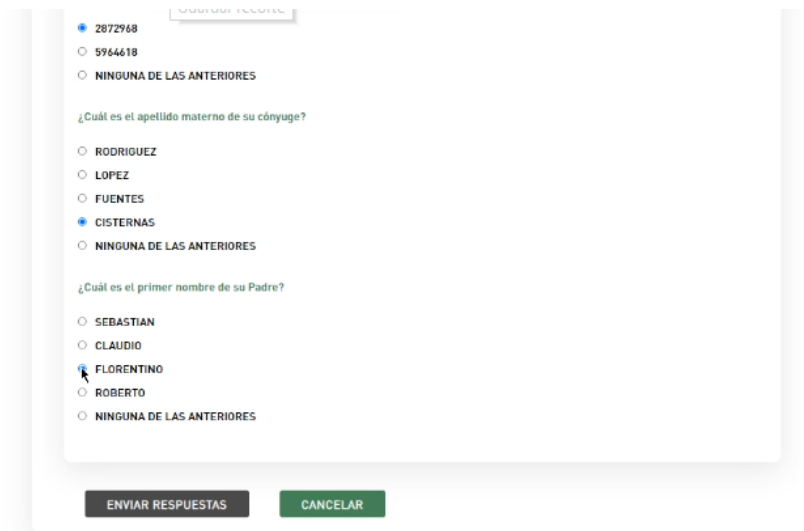 2872968
5964618
NINGUNA DE LAS ANTERIORES
¿Cuál es el apellido materno de su cónyuge?
RODRIGUEZ
LOPEZ
FUENTES
CISTERNAS
NINGUNA DE LAS ANTERIORES
¿Cuál es el primer nombre de su Padre?
SEBASTIAN
CLAUDIO
FLORENTINO
ROBERTO
NINGUNA DE LAS ANTERIORES
ENVIAR RESPUESTAS CANCELAR